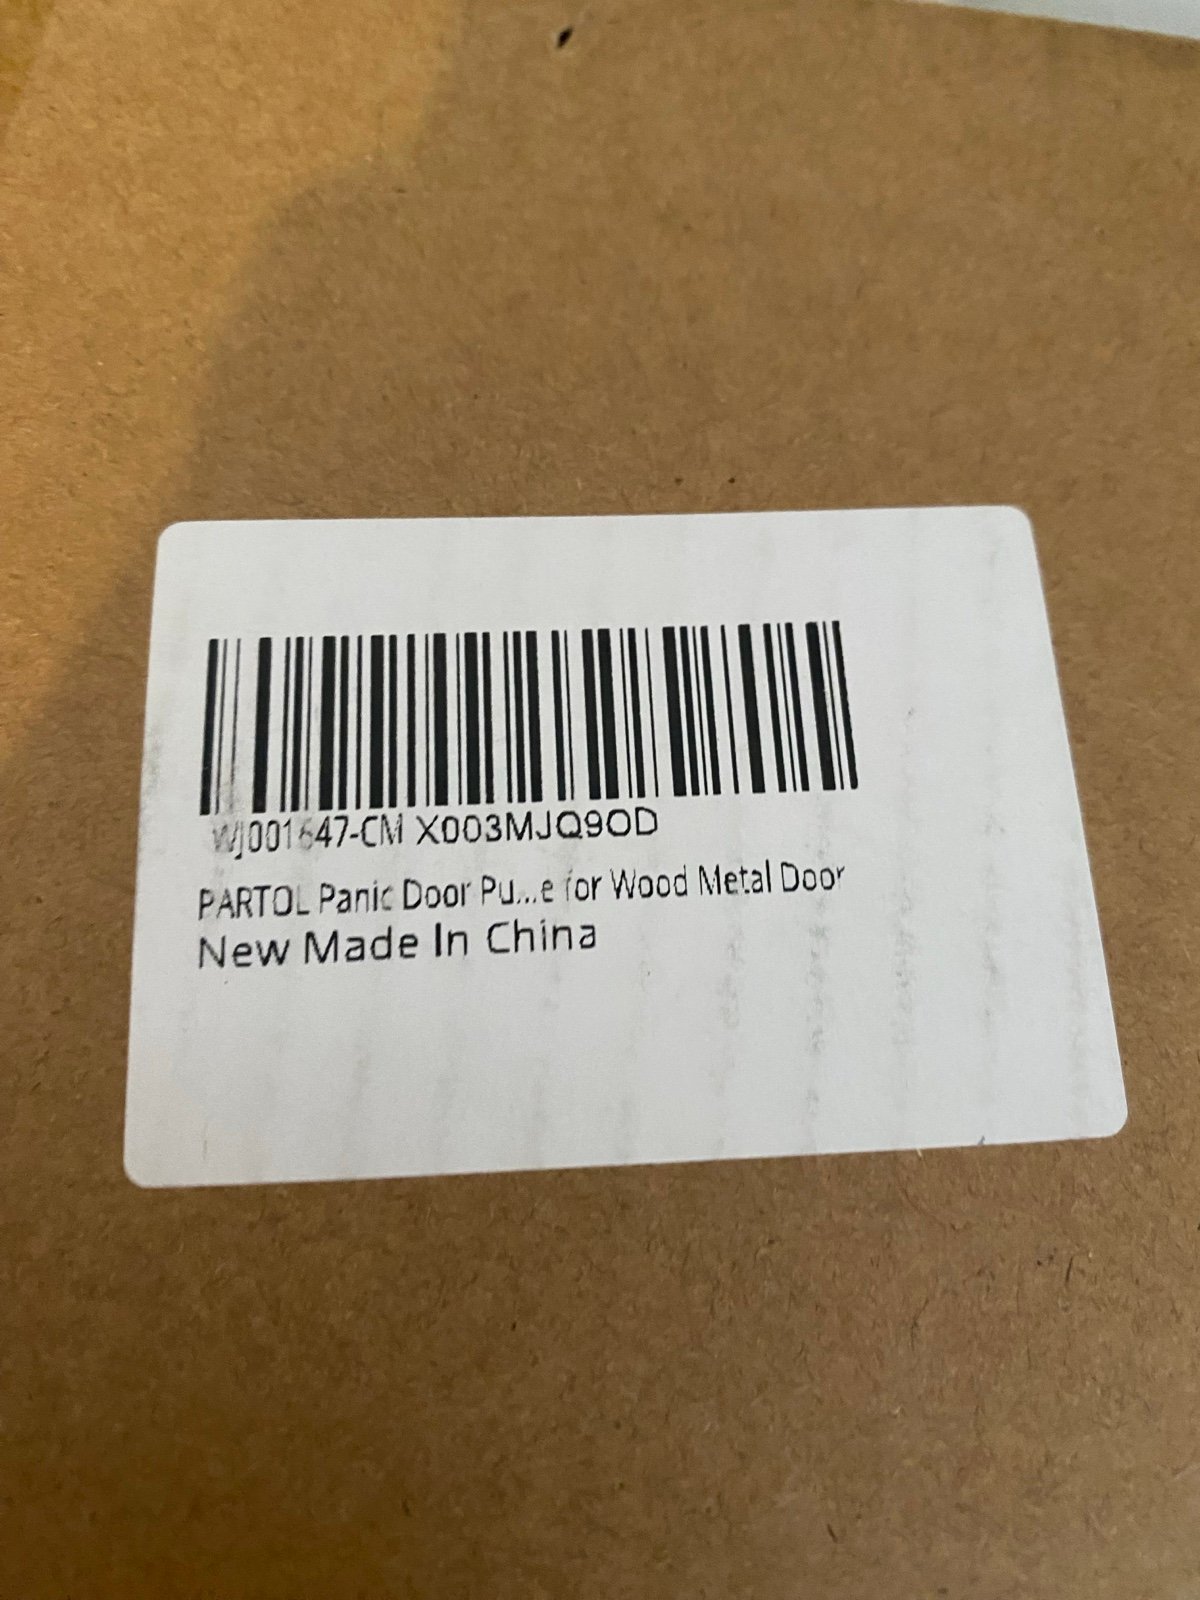 WJ001647-CM X003MJQ9OD
PARTOL Panic Door Pu...e for Wood Metal Door
New Made In China